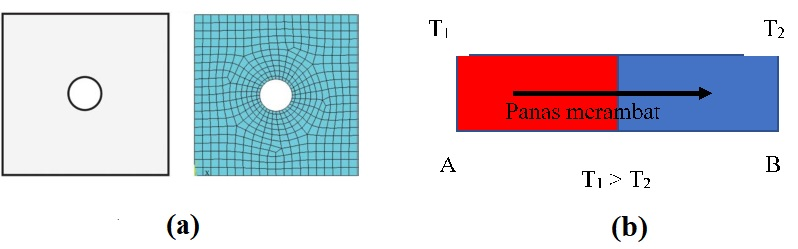 T₁ T₂
Panas merambat
A B
T₁ > T₂
x
(a) (b)